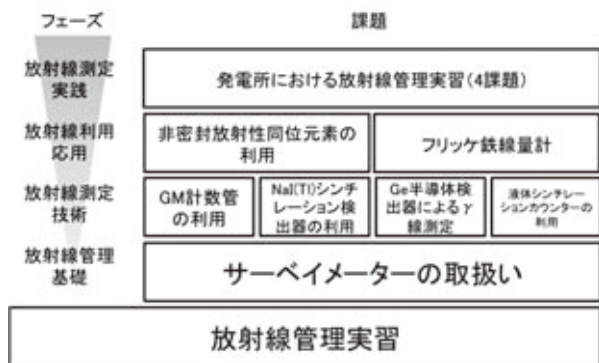 フェーズ
課題
放射線測定
実践
発電所における放射線管理実習(4課題)
放射線利用
応用
非密封放射性同位元素の
利用
フリッケ鉄線量計
放射線測定
技術
GM計数管
の利用
NaI(Tl)シンチ
レーション検
出器の利用
Ge半導体検
出器によるγ
線測定
液体シンチレー
ションカウンターの
利用
放射線管理
基礎
サーベイメーターの取扱い
放射線管理実習